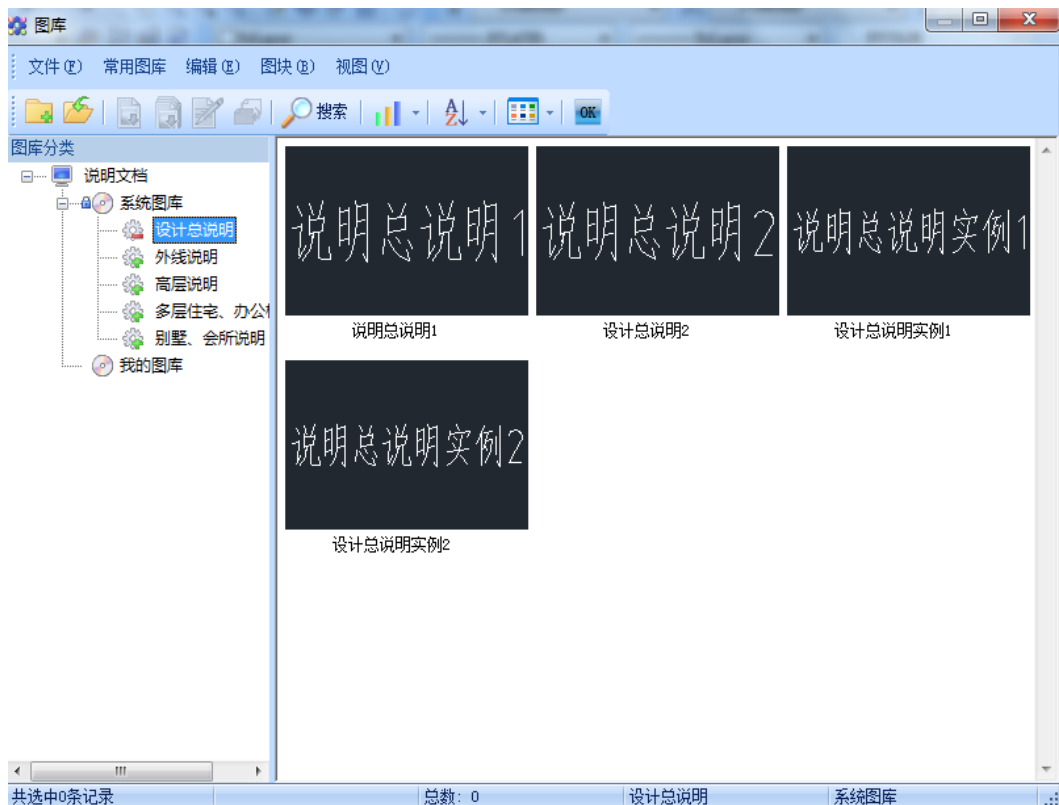 图库
文件(F) 常用图库 编辑(E) 图块(B) 视图(V)
搜索 OK
图库分类
说明文档
系统图库
设计总说明
外线说明
高层说明
多层住宅、办公
别墅、会所说明
我的图库
说明总说明1 说明总说明2 说明总说明实例1
说明总说明1 设计总说明2 设计总说明实例1
说明总说明实例2
设计总说明实例2
共选中0条记录 总数: 0 设计总说明 系统图库